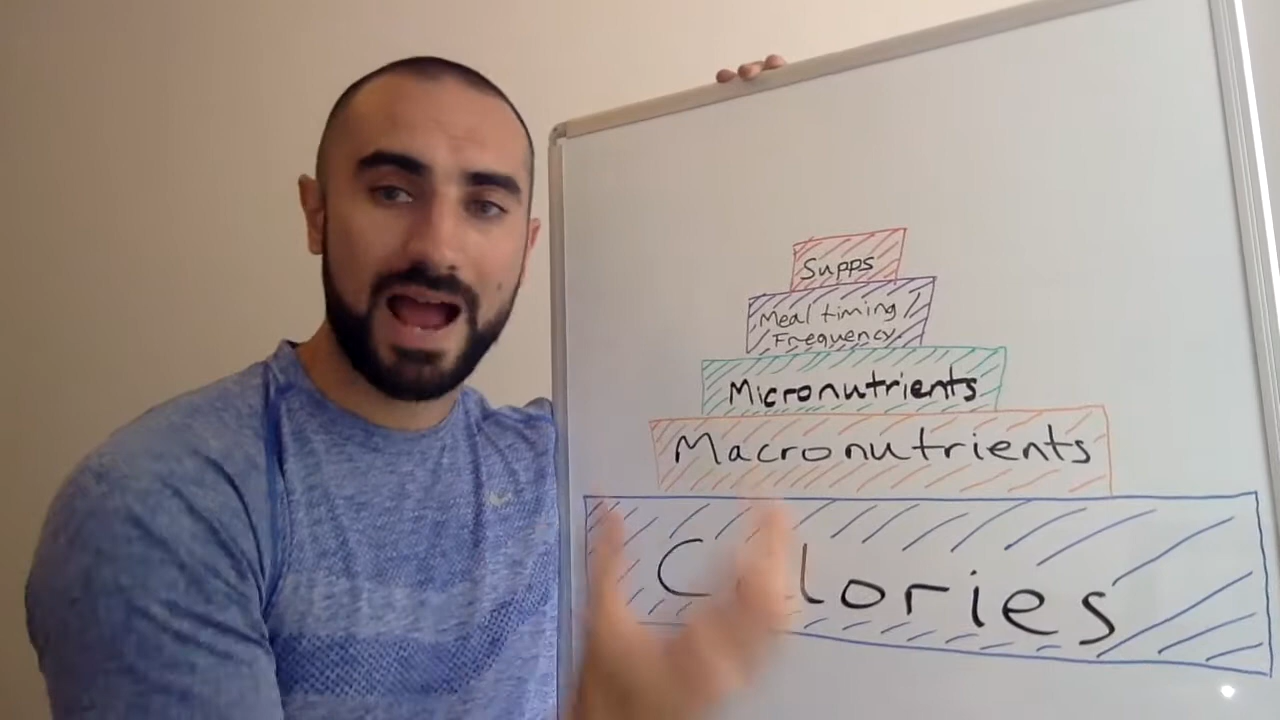 Supps
Meal timing /
Frequency
Micronutrients
Macronutrients
Calories